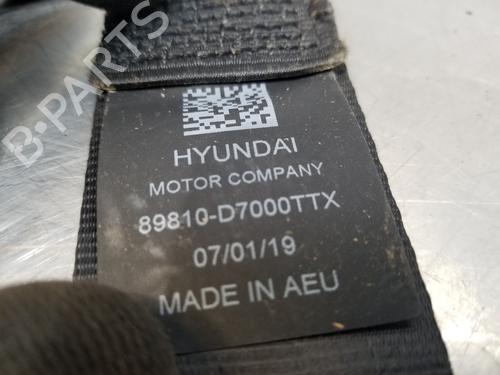 HYUNDAI
MOTOR COMPANY
89810-D7000TTX
07/01/19
MADE IN AEU
B-PARTS